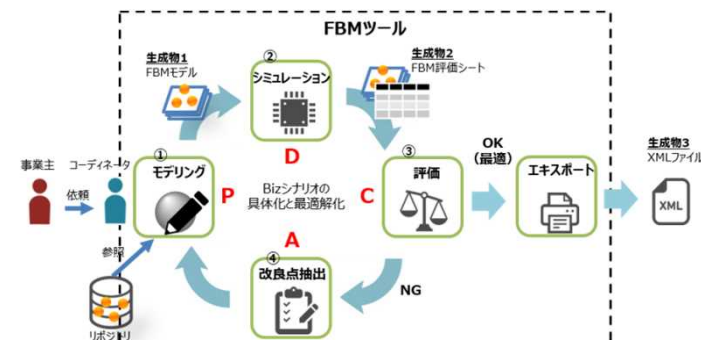 FBMツール
生成物1
FBMモデル
②
シミュレーション
生成物2
FBM評価シート
D
①
モデリング
P
Bizシナリオの
具体化と最適解化
C
③
評価
OK
(最適)
エキスポート
生成物3
XMLファイル
XML
事業主
コーディネータ
依頼
参照
リポジトリ
A
④
改良点抽出
NG